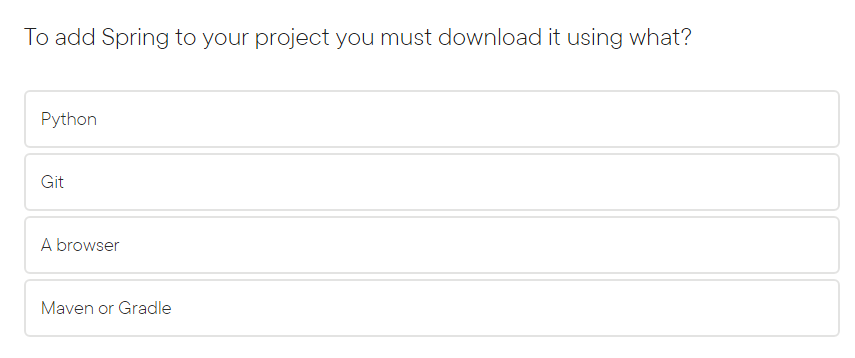 To add Spring to your project you must download it using what?
Python
Git
A browser
Maven or Gradle